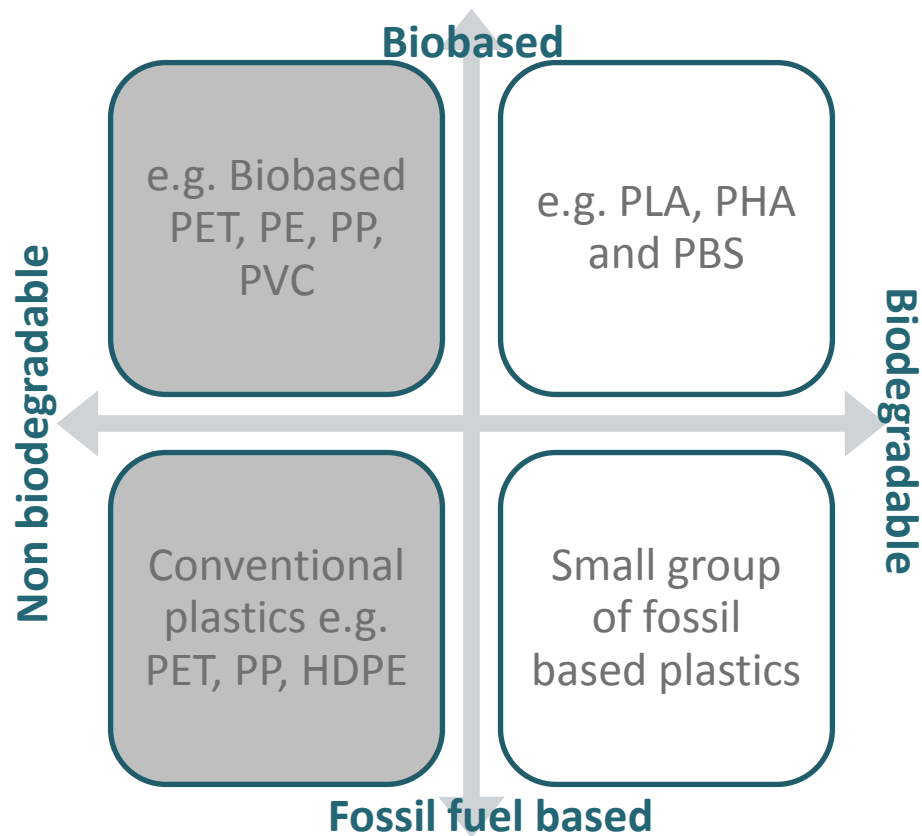 Biobased
e.g. Biobased
PET, PE, PP,
PVC
e.g. PLA, PHA
and PBS
Non biodegradable
Biodegradable
Conventional
plastics e.g.
PET, PP, HDPE
Small group
of fossil
based plastics
Fossil fuel based